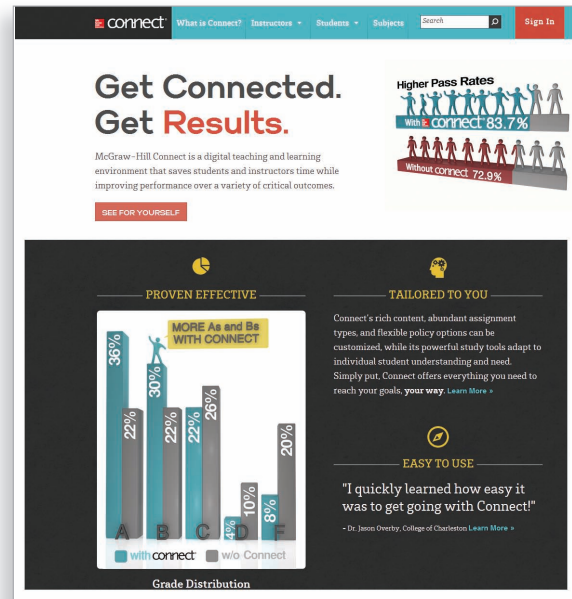 connect
What is Connect?
Instructors
Students
Subjects
Search
Sign In
Get Connected.
Get Results.
McGraw-Hill Connect is a digital teaching and learning
environment that saves students and instructors time while
improving performance over a variety of critical outcomes.
SEE FOR YOURSELF
Higher Pass Rates
With connect 83.7%
Without connect 72.9%
PROVEN EFFECTIVE
MORE As and Bs
WITH CONNECT
36%
22%
30%
22%
22%
26%
4%
10%
8%
20%
A B C D F
with connect w/o Connect
Grade Distribution
TAILORED TO YOU
Connect's rich content, abundant assignment
types, and flexible policy options can be
customized, while its powerful study tools adapt to
individual student understanding and need.
Simply put, Connect offers everything you need to
reach your goals, your way. Learn More »
EASY TO USE
"I quickly learned how easy it
was to get going with Connect!"
- Dr. Jason Overby, College of Charleston Learn More »